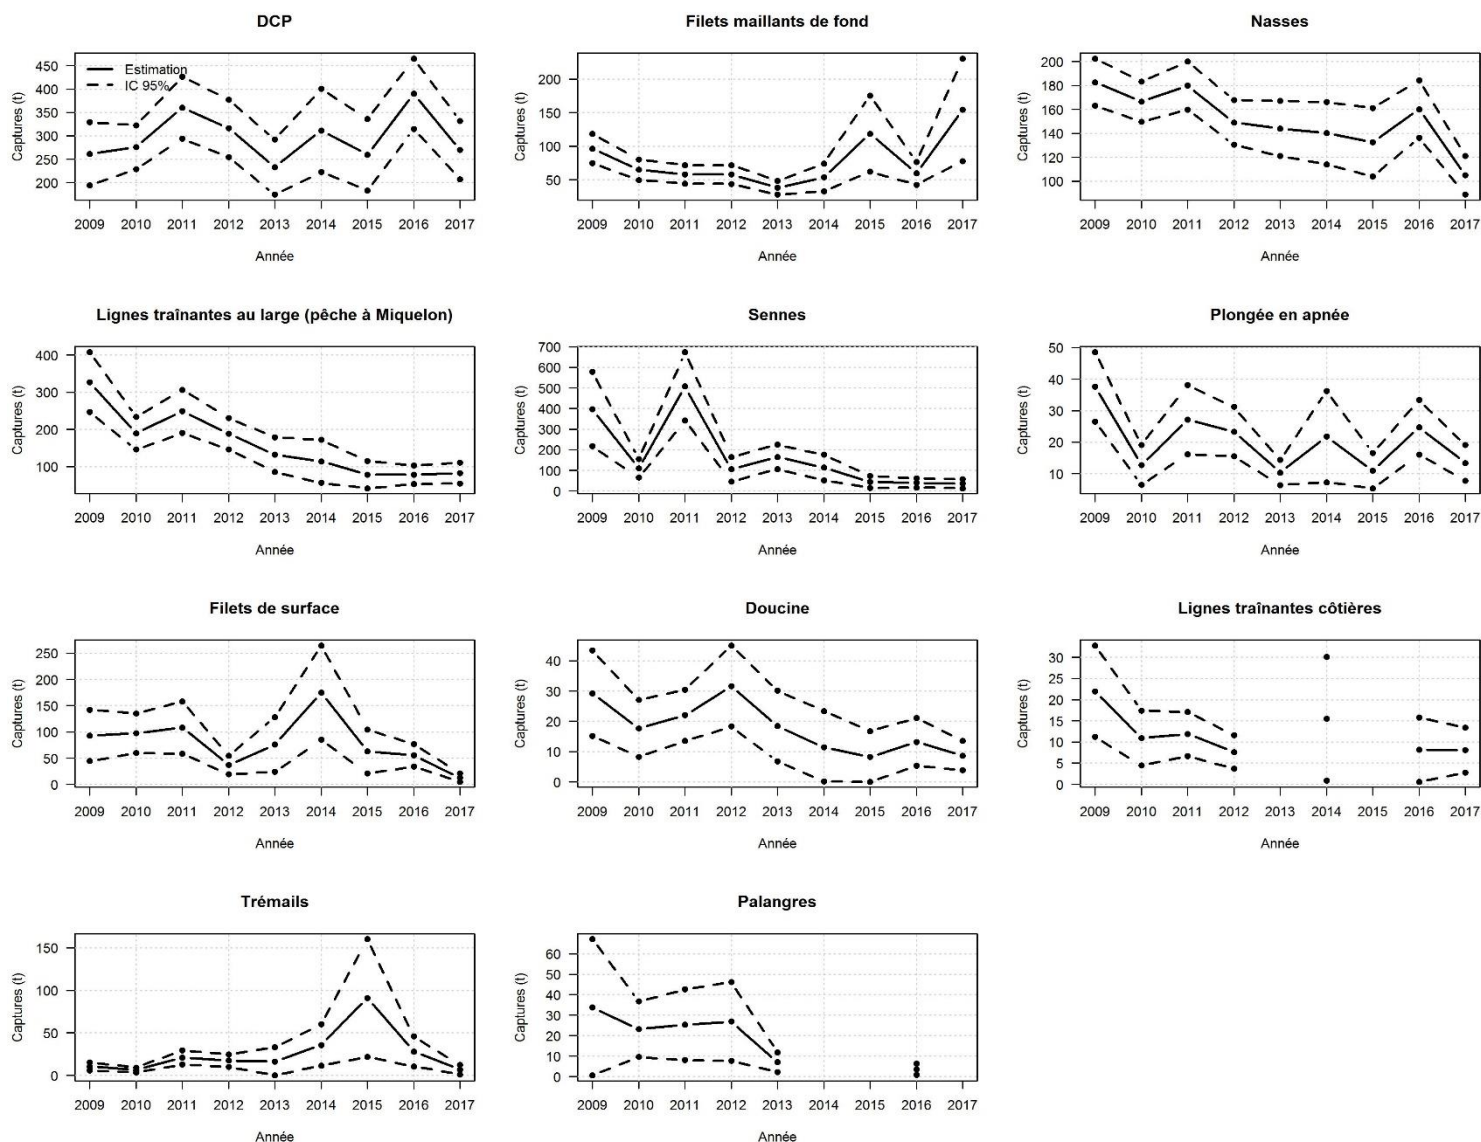 DCP
Captures (t)
450
400
350
300
250
200
Estimation
IC 95%
2009 2010 2011 2012 2013 2014 2015 2016 2017
Année
Filets maillants de fond
Captures (t)
200
150
100
50
2009 2010 2011 2012 2013 2014 2015 2016 2017
Année
Nasses
Captures (t)
200
180
160
140
120
100
2009 2010 2011 2012 2013 2014 2015 2016 2017
Année
Lignes traînantes au large (pêche à Miquelon)
Captures (t)
400
300
200
100
2009 2010 2011 2012 2013 2014 2015 2016 2017
Année
Sennes
Captures (t)
700
600
500
400
300
200
100
0
2009 2010 2011 2012 2013 2014 2015 2016 2017
Année
Plongée en apnée
Captures (t)
50
40
30
20
10
2009 2010 2011 2012 2013 2014 2015 2016 2017
Année
Filets de surface
Captures (t)
250
200
150
100
50
0
2009 2010 2011 2012 2013 2014 2015 2016 2017
Année
Doucine
Captures (t)
40
30
20
10
0
2009 2010 2011 2012 2013 2014 2015 2016 2017
Année
Lignes traînantes côtières
Captures (t)
30
25
20
15
10
5
0
2009 2010 2011 2012 2013 2014 2015 2016 2017
Année
Trémails
Captures (t)
150
100
50
0
2009 2010 2011 2012 2013 2014 2015 2016 2017
Année
Palangres
Captures (t)
60
50
40
30
20
10
0
2009 2010 2011 2012 2013 2014 2015 2016 2017
Année